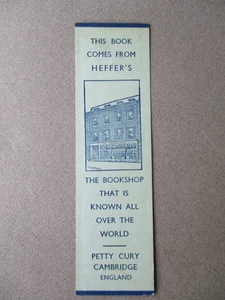 THIS BOOK
COMES FROM
HEFFER'S
THE BOOKSHOP
THAT IS
KNOWN ALL
OVER THE
WORLD
PETTY CURY
CAMBRIDGE
ENGLAND